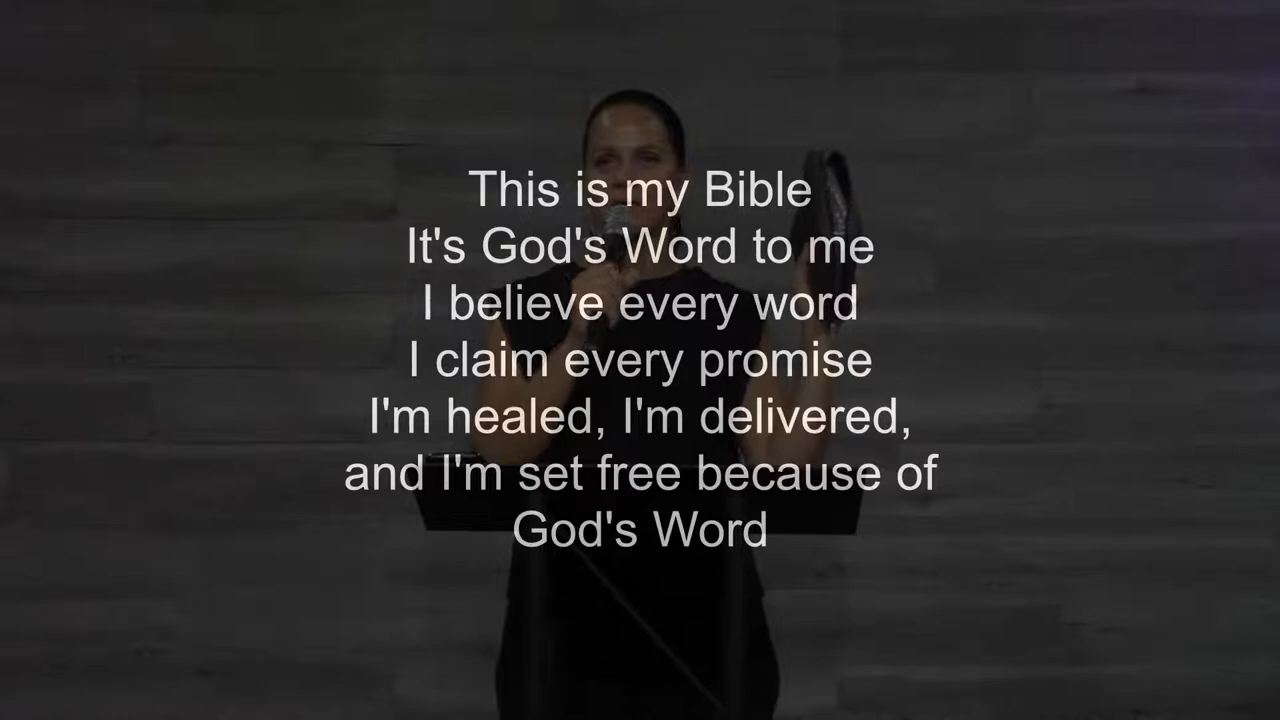 This is my Bible
It's God's Word to me
I believe every word
I claim every promise
I'm healed, I'm delivered,
and I'm set free because of
God's Word